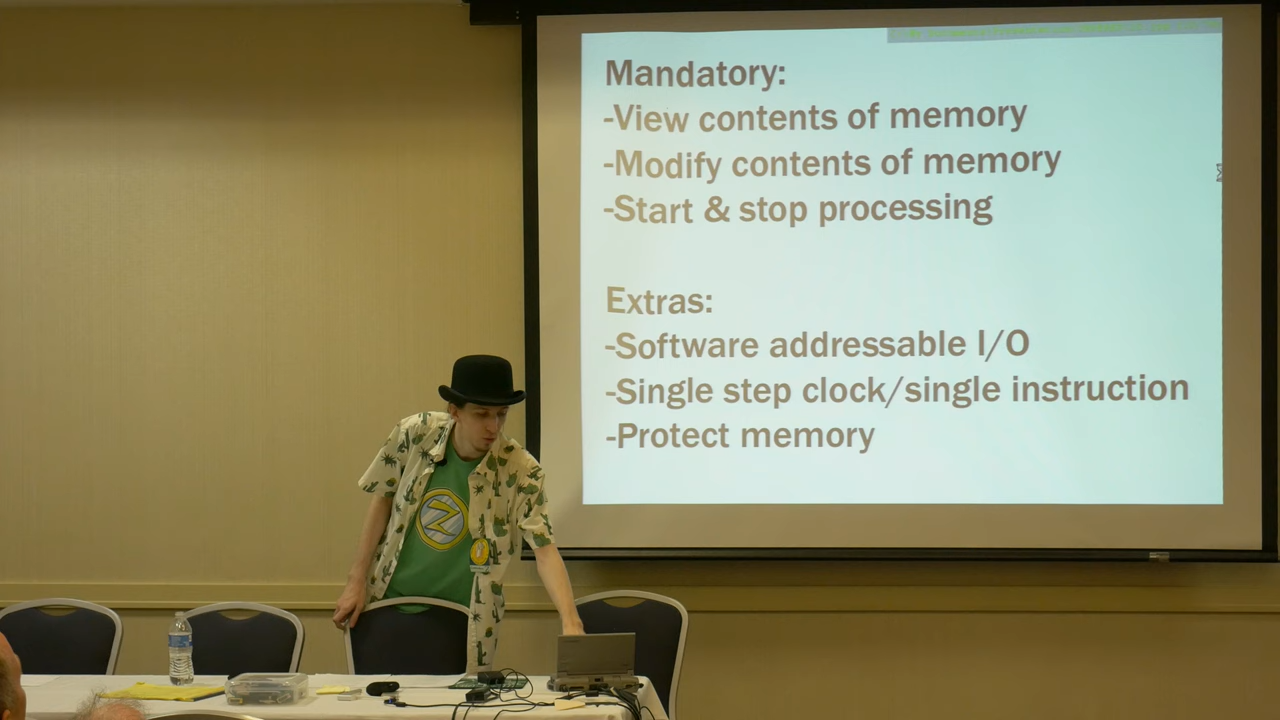 Mandatory:
-View contents of memory
-Modify contents of memory
-Start & stop processing
Extras:
-Software addressable I/O
-Single step clock/single instruction
-Protect memory
Z